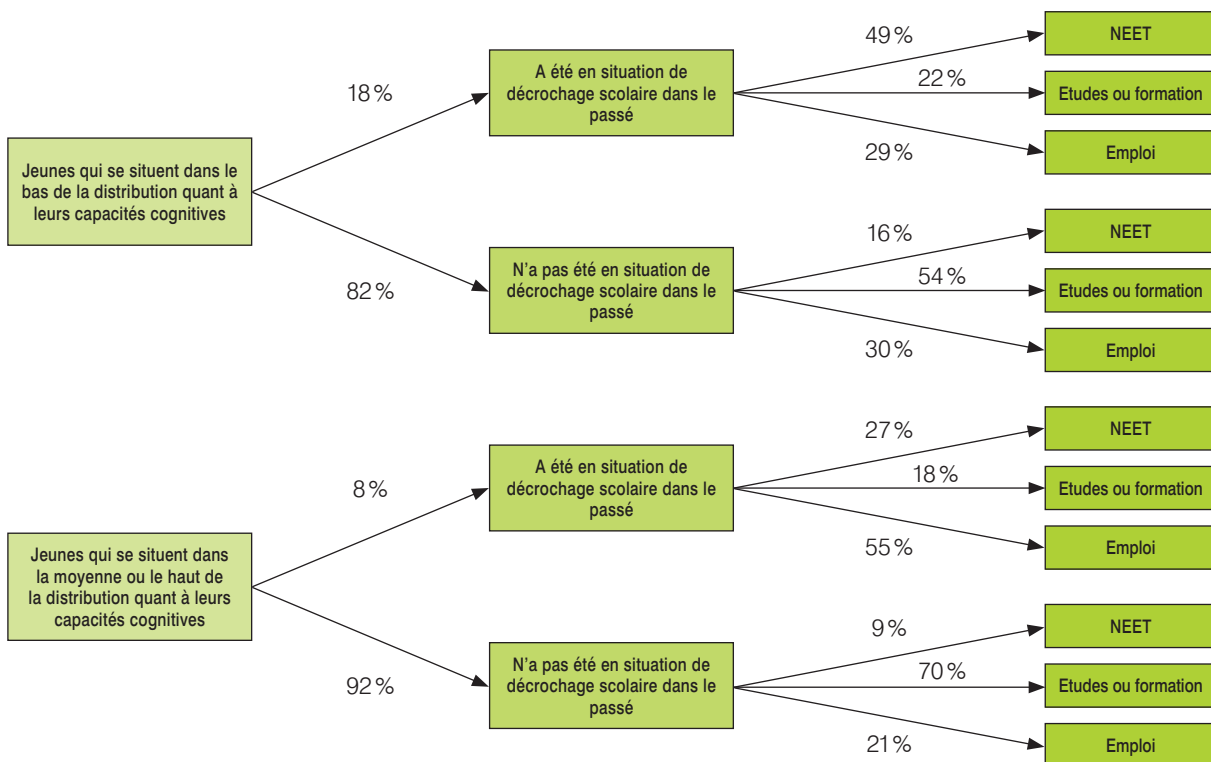 49 %
NEET
A été en situation de
décrochage scolaire dans le
passé
18 %
22 %
Etudes ou formation
29 %
Emploi
Jeunes qui se situent dans le
bas de la distribution quant à
leurs capacités cognitives
16 %
NEET
N'a pas été en situation de
décrochage scolaire dans le
passé
82 %
54 %
Etudes ou formation
30 %
Emploi
27 %
NEET
A été en situation de
décrochage scolaire dans le
passé
8 %
18 %
Etudes ou formation
55 %
Emploi
Jeunes qui se situent dans
la moyenne ou le haut de
la distribution quant à leurs
capacités cognitives
9 %
NEET
N'a pas été en situation de
décrochage scolaire dans le
passé
92 %
70 %
Etudes ou formation
21 %
Emploi